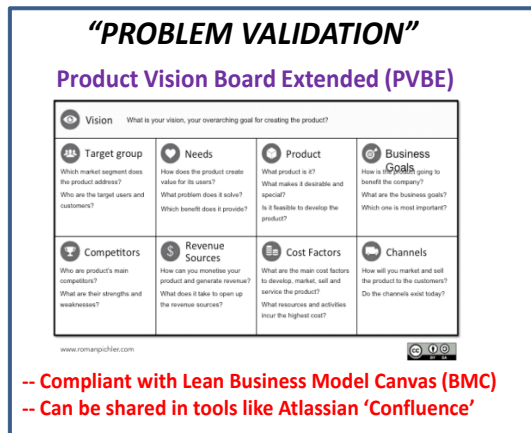 “PROBLEM VALIDATION”
Product Vision Board Extended (PVBE)
Vision
What is your vision, your overarching goal for creating the product?
Target group
Which market segment does
the product address?
Who are the target users and
customers?
Needs
How does the product create
value for its users?
What problem does it solve?
Which benefit does it provide?
Product
What product is it?
What makes it desirable and
special?
Is it feasible to develop the
product?
Business
Goals
How is the product going to
benefit the company?
What are the business goals?
Which one is most important?
Competitors
Who are product's main
competitors?
What are their strengths and
weaknesses?
Revenue
Sources
How can you monetise your
product and generate revenue?
What does it take to open up
the revenue sources?
Cost Factors
What are the main cost factors
to develop, market, sell and
service the product?
What resources and activities
incur the highest cost?
Channels
How will you market and sell
the product to the customers?
Do the channels exist today?
www.romanpichler.com
cc
BY SA
-- Compliant with Lean Business Model Canvas (BMC)
-- Can be shared in tools like Atlassian ‘Confluence’